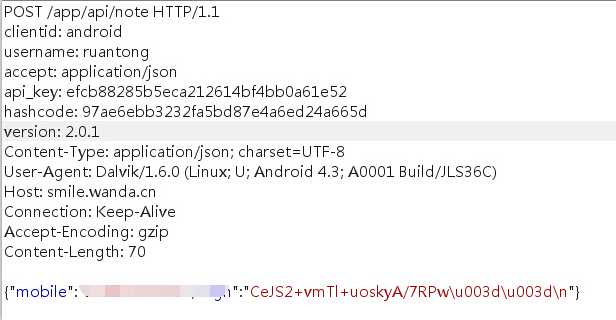 POST /app/api/note HTTP/1.1
clientid: android
username: ruantong
accept: application/json
api_key: efcb88285b5eca212614bf4bb0a61e52
hashcode: 97ae6ebb3232fa5bd87e4a6ed24a665d
version: 2.0.1
Content-Type: application/json; charset=UTF-8
User-Agent: Dalvik/1.6.0 (Linux; U; Android 4.3; A0001 Build/JLS36C)
Host: smile.wanda.cn
Connection: Keep-Alive
Accept-Encoding: gzip
Content-Length: 70
{"mobile": ":"CeJS2+vmTl+uoskyA/7RPw\u003d\u003d\n"}